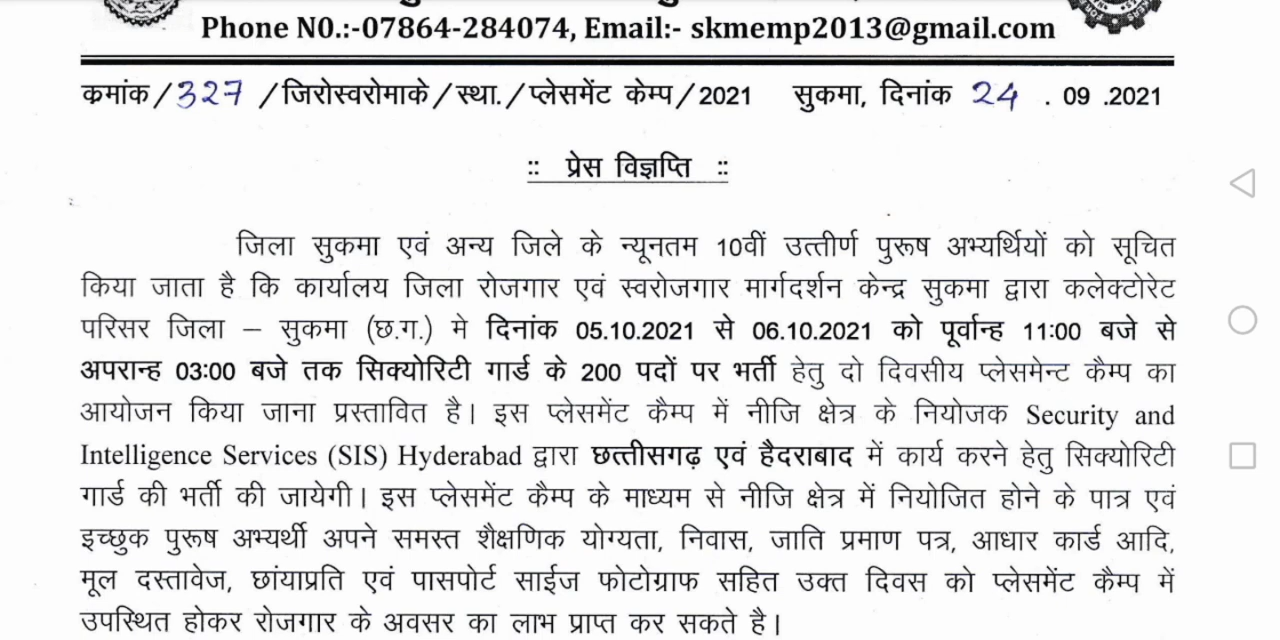 Phone N0.:-07864-284074, Email:- skmemp2013@gmail.com
कमांक/327 /जिरोस्वरोमाके/स्था./प्लेसमेंट केम्प/2021 सुकमा, दिनांक 24 . 09 .2021
:: प्रेस विज्ञप्ति ::
जिला सुकमा एवं अन्य जिले के न्यूनतम 10वीं उत्तीर्ण पुरूष अभ्यर्थियों को सूचित
किया जाता है कि कार्यालय जिला रोजगार एवं स्वरोजगार मार्गदर्शन केन्द्र सुकमा द्वारा कलेक्टोरेट
परिसर जिला – सुकमा (छ.ग.) मे दिनांक 05.10.2021 से 06.10.2021 को पूर्वान्ह 11:00 बजे से
अपरान्ह 03:00 बजे तक सिक्योरिटी गार्ड के 200 पदों पर भर्ती हेतु दो दिवसीय प्लेसमेन्ट कैम्प का
आयोजन किया जाना प्रस्तावित है। इस प्लेसमेंट कैम्प में नीजि क्षेत्र के नियोजक Security and
Intelligence Services (SIS) Hyderabad द्वारा छत्तीसगढ़ एवं हैदराबाद में कार्य करने हेतु सिक्योरिटी
गार्ड की भर्ती की जायेगी। इस प्लेसमेंट कैम्प के माध्यम से नीजि क्षेत्र में नियोजित होने के पात्र एवं
इच्छुक पुरूष अभ्यर्थी अपने समस्त शैक्षणिक योग्यता, निवास, जाति प्रमाण पत्र, आधार कार्ड आदि,
मूल दस्तावेज, छांयाप्रति एवं पासपोर्ट साईज फोटोग्राफ सहित उक्त दिवस को प्लेसमेंट कैम्प में
उपस्थित होकर रोजगार के अवसर का लाभ प्राप्त कर सकते है।